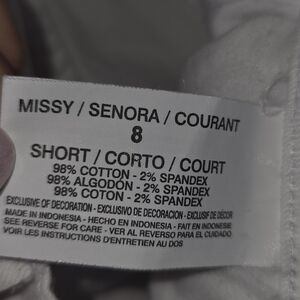 MISSY / SENORA / COURANT
8
SHORT / CORTO / COURT
98% COTTON - 2% SPANDEX
98% ALGODÓN - 2% SPANDEX
98% COTON - 2% SPANDEX
EXCLUSIVE OF DECORATION - EXCLUSIVO DE DECORACION - EXCLUSIF DE DÉCOR
MADE IN INDONESIA - HECHO EN INDONESIA - FAIT EN INDONESIA
SEE REVERSE FOR CARE - VER AL REVERSO PARA EL CUIDADO.
VOIR LES INSTRUCTIONS D'ENTRETIEN AU DOS